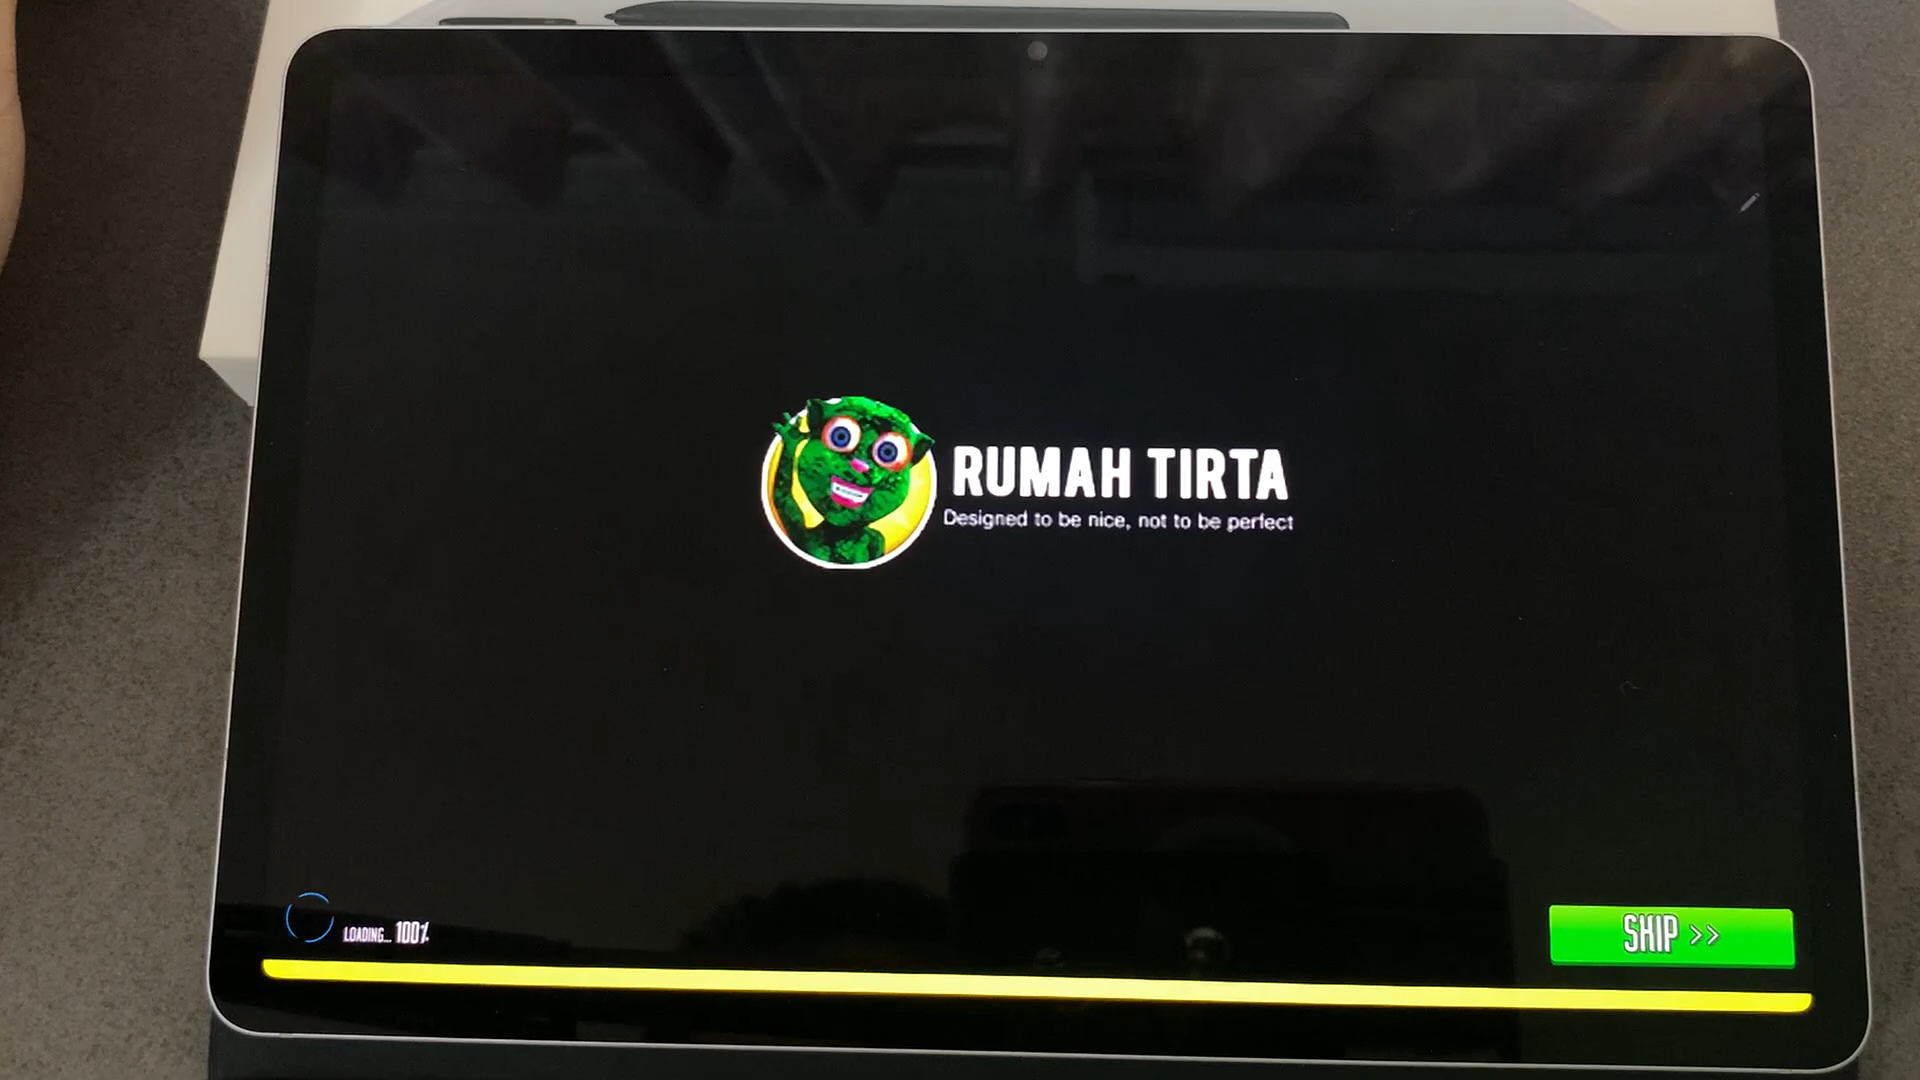 RUMAH TIRTA
Designed to be nice, not to be perfect
LOADING... 100%
SKIP >>